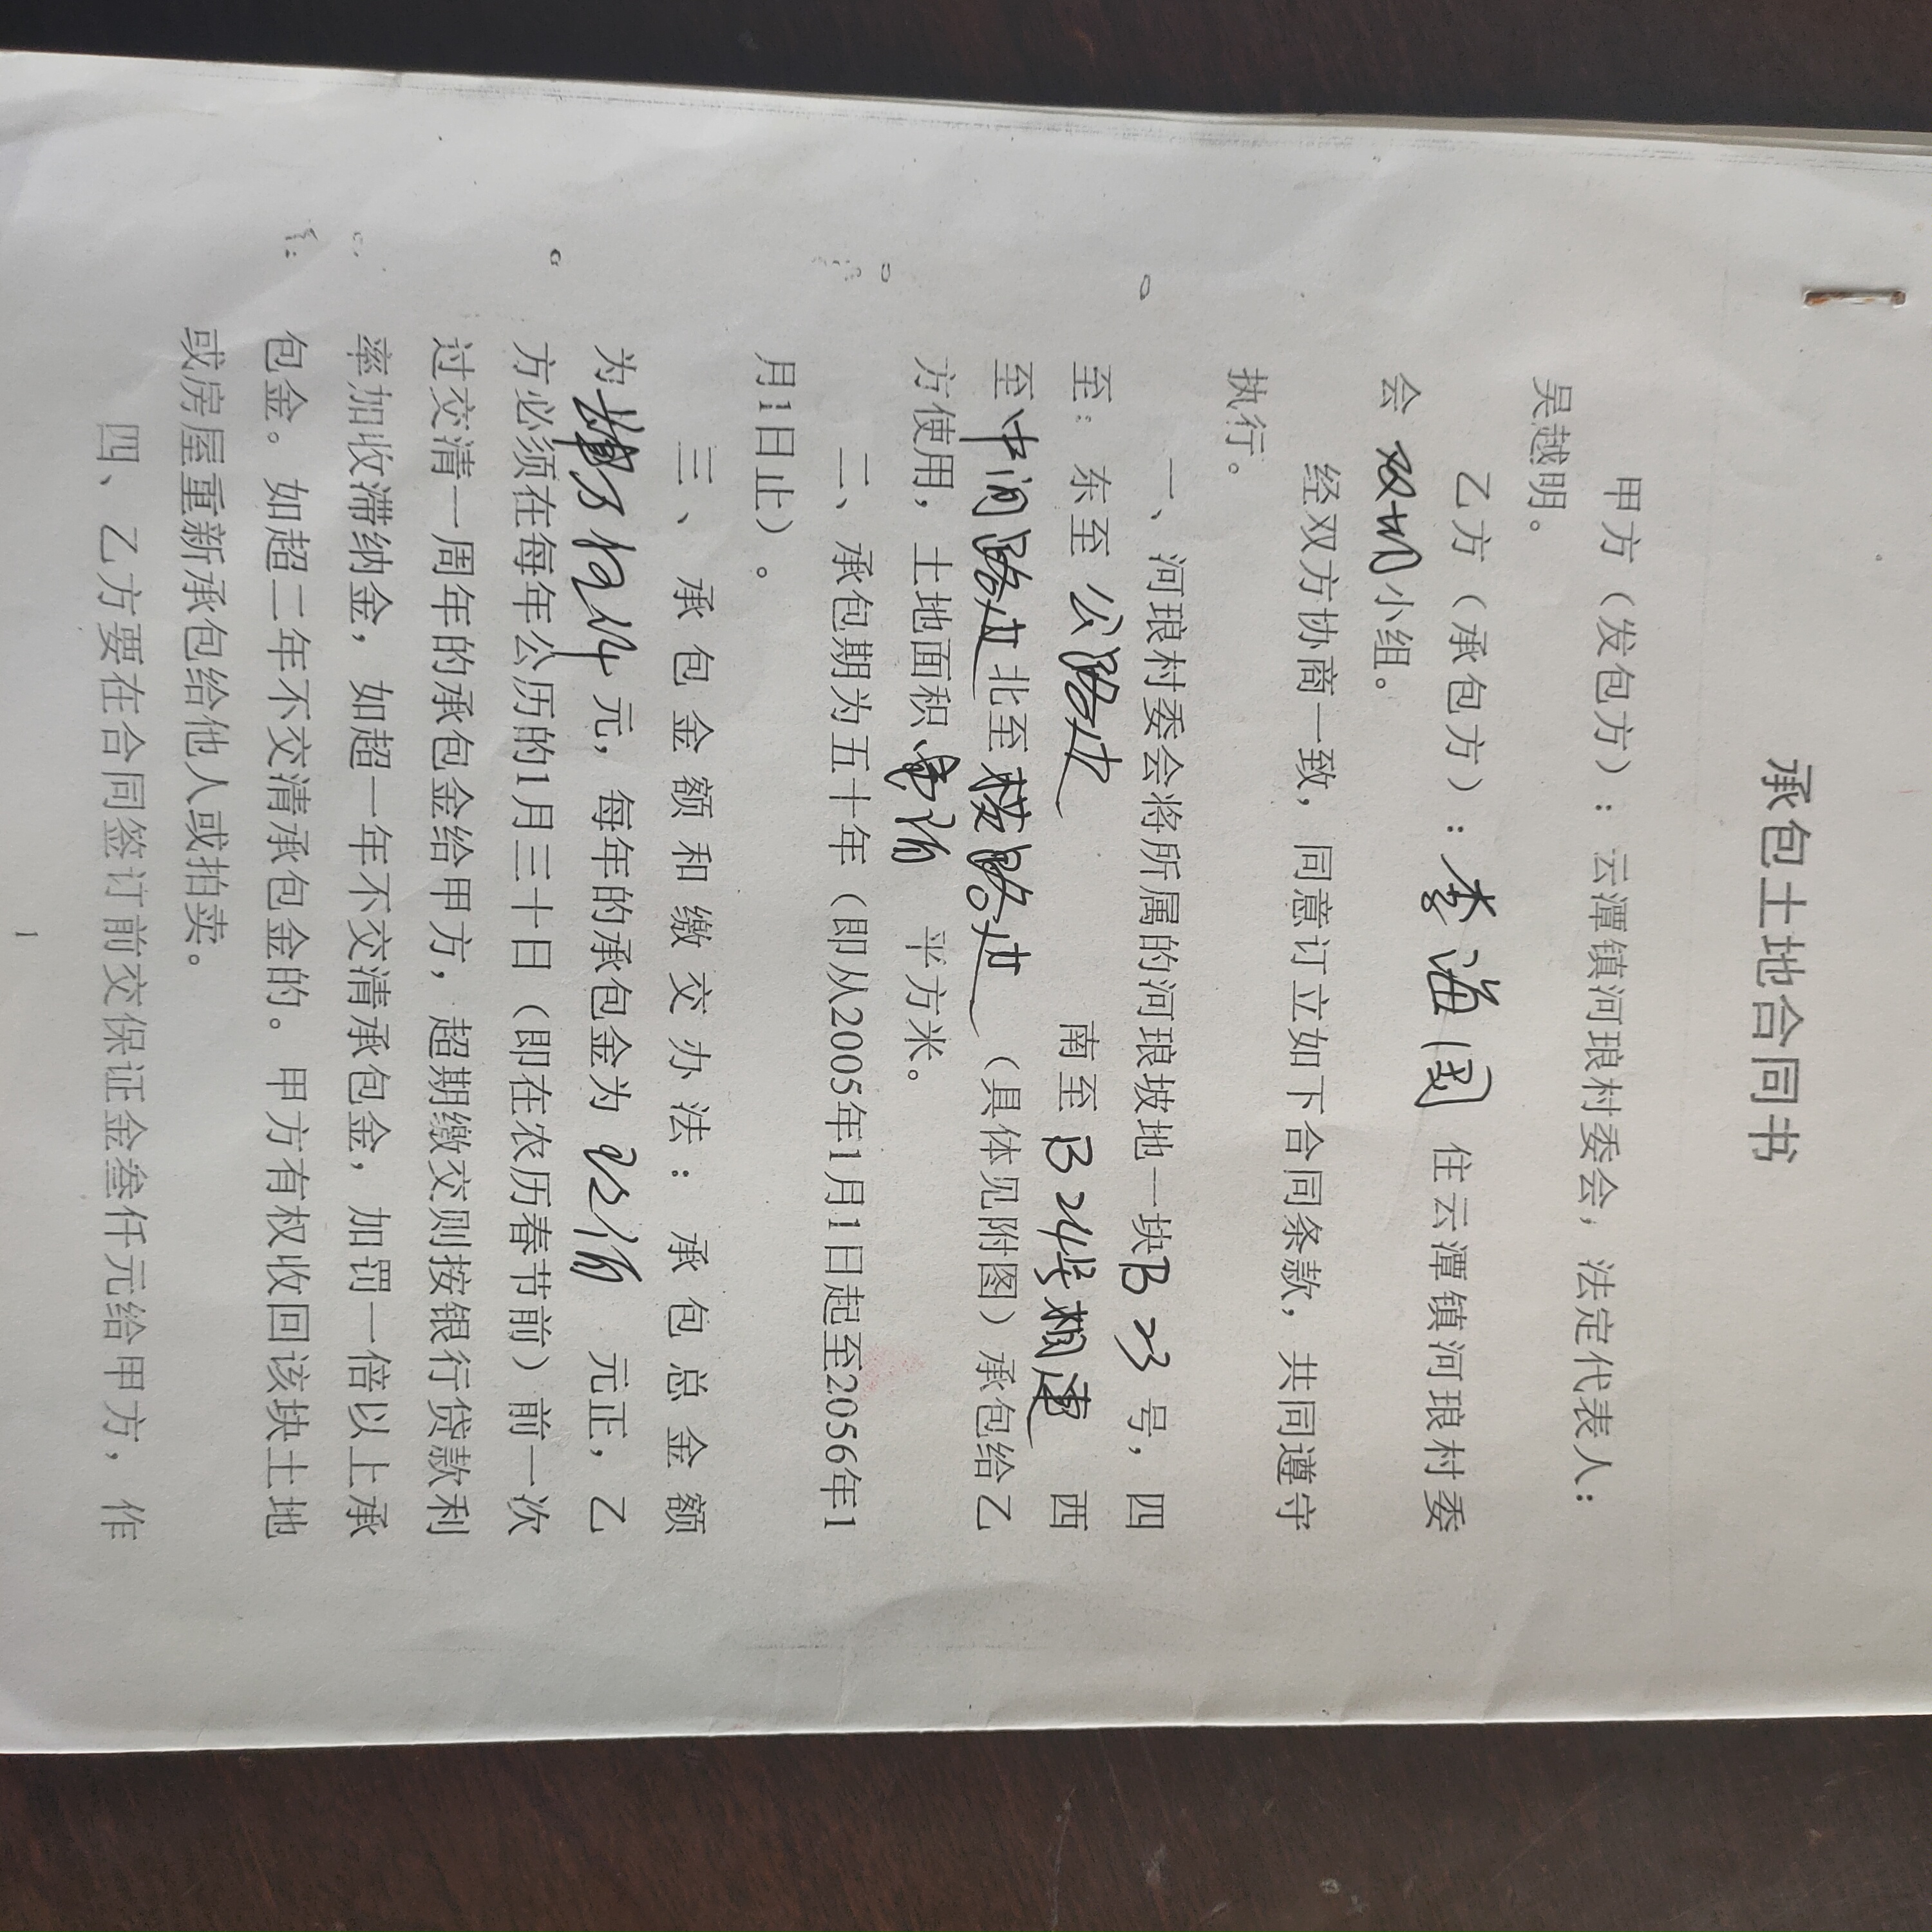 承包土地合同书
甲方（发包方）：云潭镇河琅村委会，法定代表人：
吴越明。
乙方（承包方）：李海国 住云潭镇河琅村委
会 双 小组。
经双方协商一致，同意订立如下合同条款，共同遵守
执行。
一、河琅村委会将所属的河琅坡地一块B23号，四
至：东至公路边 南至B24号相连 西
至中间路边北至横路边（具体见附图）承包给乙
方使用，土地面积 平方米。
二、承包期为五十年（即从2005年1月1日起至2056年1
月1日止）。
三、承包金额和缴交办法：承包总金额
为 元，每年的承包金为 元正，乙
方必须在每年公历的1月三十日（即在农历春节前）前一次
过交清一周年的承包金给甲方，超期缴交则按银行贷款利
率加收滞纳金，如超一年不交清承包金，加罚一倍以上承
包金。如超二年不交清承包金的。甲方有权收回该块土地
或房屋重新承包给他人或拍卖。
四、乙方要在合同签订前交保证金叁仟元给甲方，作
1